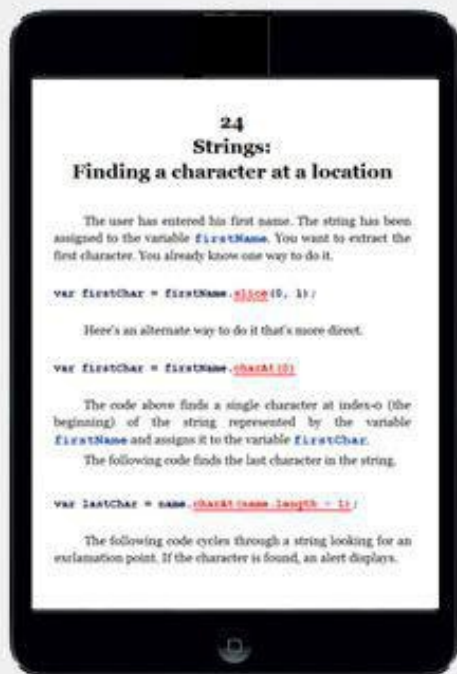 24
Strings:
Finding a character at a location
The user has entered his first name. The string has been
assigned to the variable firstName. You want to extract the
first character. You already know one way to do it.
var firstChar = firstName.slice(0, 1);
Here's an alternate way to do it that's more direct.
var firstChar = firstName.charAt(0)
The code above finds a single character at index-0 (the
beginning) of the string represented by the variable
firstName and assigns it to the variable firstChar.
The following code finds the last character in the string.
var lastChar = name.charAt(name.length - 1);
The following code cycles through a string looking for an
exclamation point. If the character is found, an alert displays.